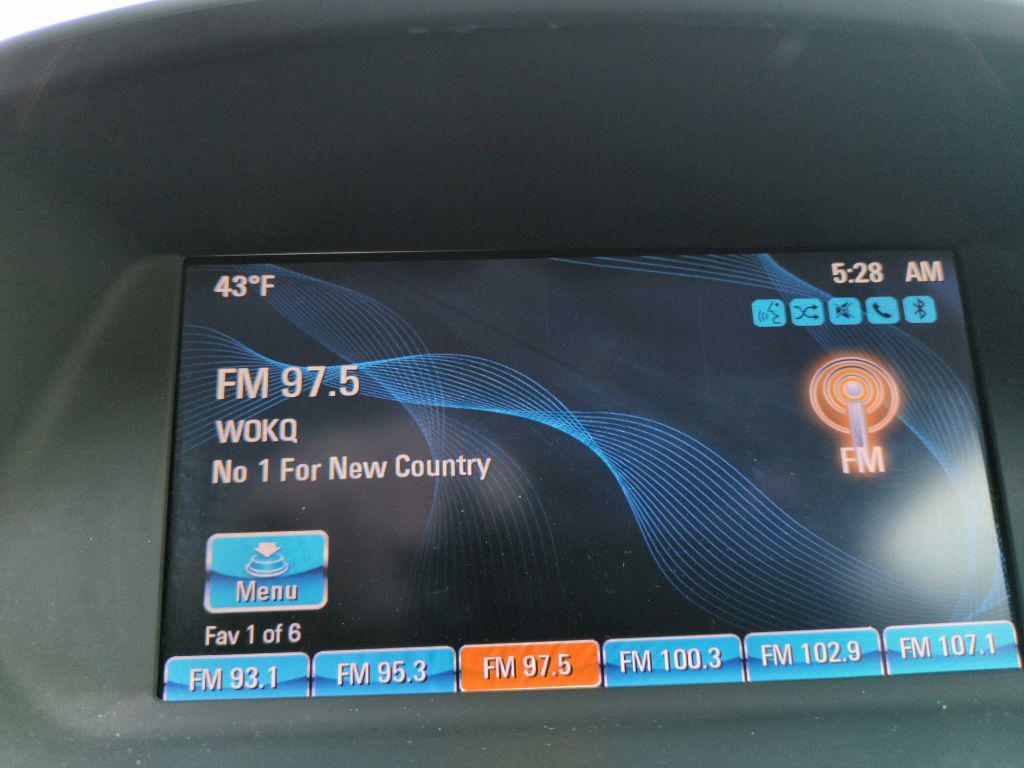 43°F
5:28 AM
FM 97.5
WOKQ
No 1 For New Country
FM
Menu
Fav 1 of 6
FM 93.1
FM 95.3
FM 97.5
FM 100.3
FM 102.9
FM 107.1